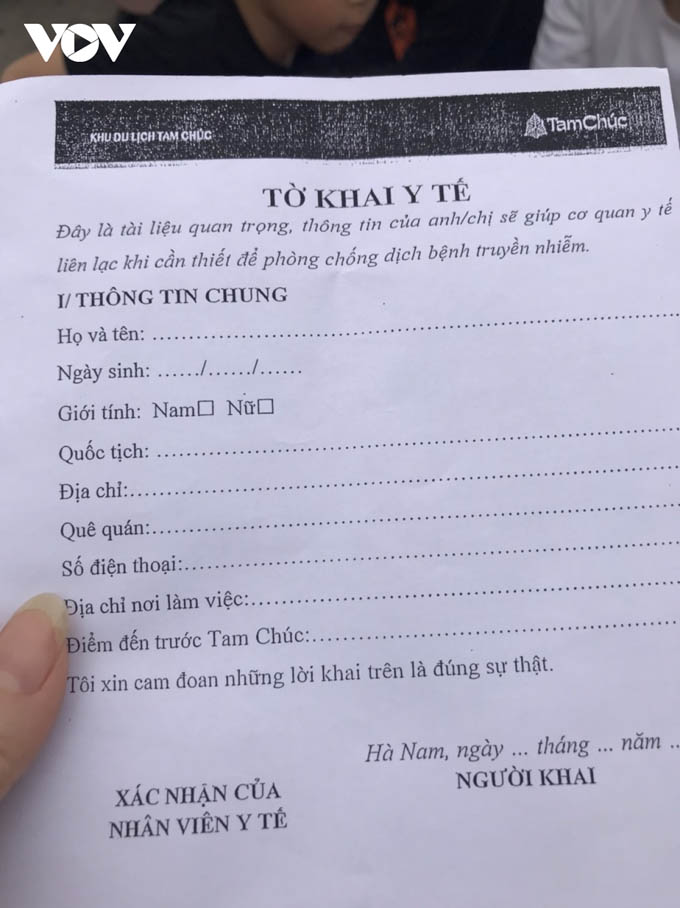 VOV
KHU DU LỊCH TAM CHÚC
TamChúc
TỜ KHAI Y TẾ
Đây là tài liệu quan trọng, thông tin của anh/chị sẽ giúp cơ quan y tế
liên lạc khi cần thiết để phòng chống dịch bệnh truyền nhiễm.
I/ THÔNG TIN CHUNG
Họ và tên: ................................................................
Ngày sinh: ....../....../......
Giới tính: Nam☐ Nữ☐
Quốc tịch: ................................................................
Địa chỉ:................................................................
Quê quán:................................................................
Số điện thoại:................................................................
Địa chỉ nơi làm việc:................................................................
Điểm đến trước Tam Chúc:................................................................
Tôi xin cam đoan những lời khai trên là đúng sự thật.
Hà Nam, ngày ... tháng ... năm ..
NGƯỜI KHAI
XÁC NHẬN CỦA
NHÂN VIÊN Y TẾ